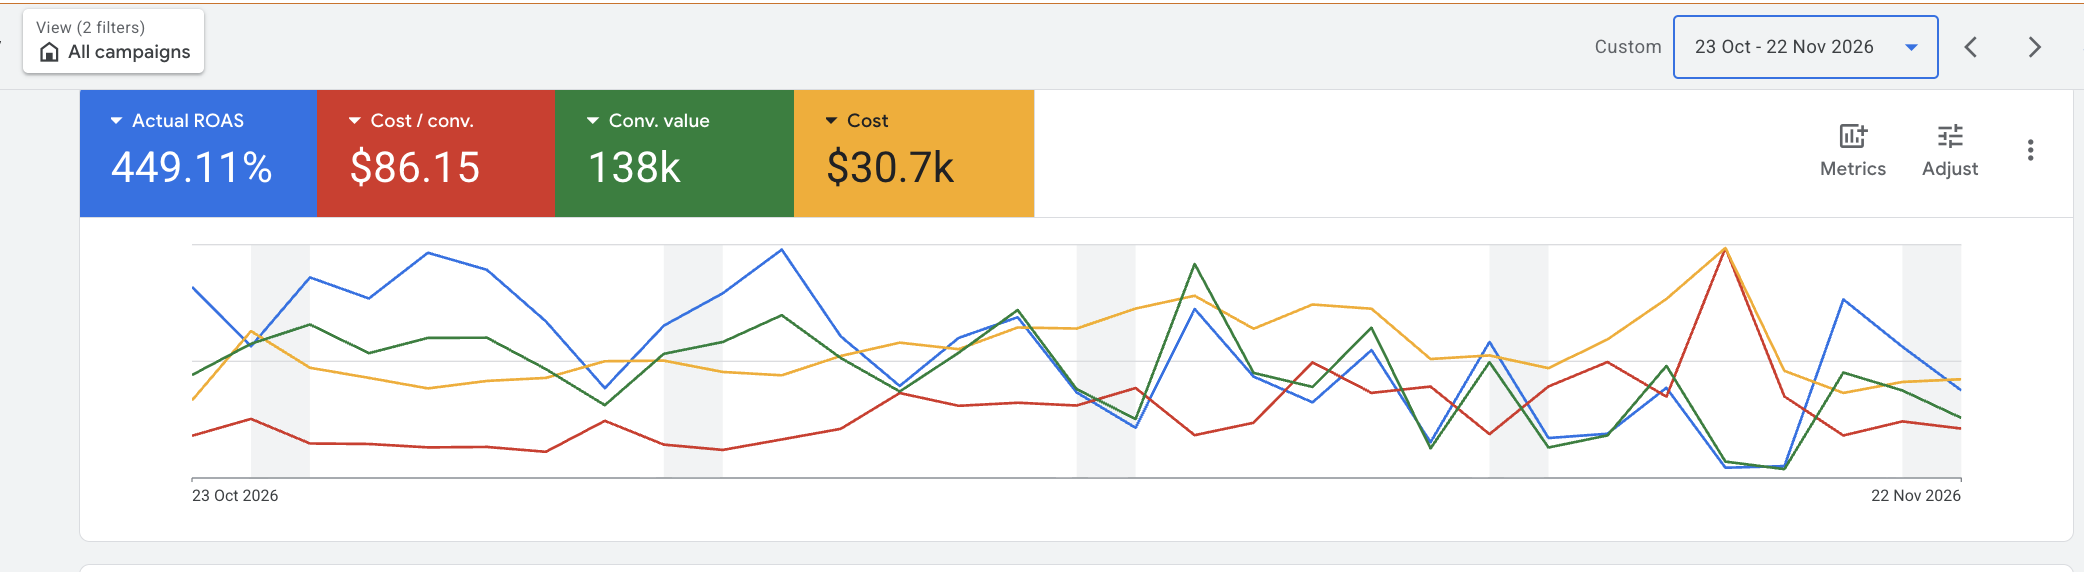 View (2 filters)
All campaigns
Custom
23 Oct - 22 Nov 2026
Actual ROAS
449.11%
Cost / conv.
$86.15
Conv. value
138k
Cost
$30.7k
Metrics
Adjust
23 Oct 2026
22 Nov 2026